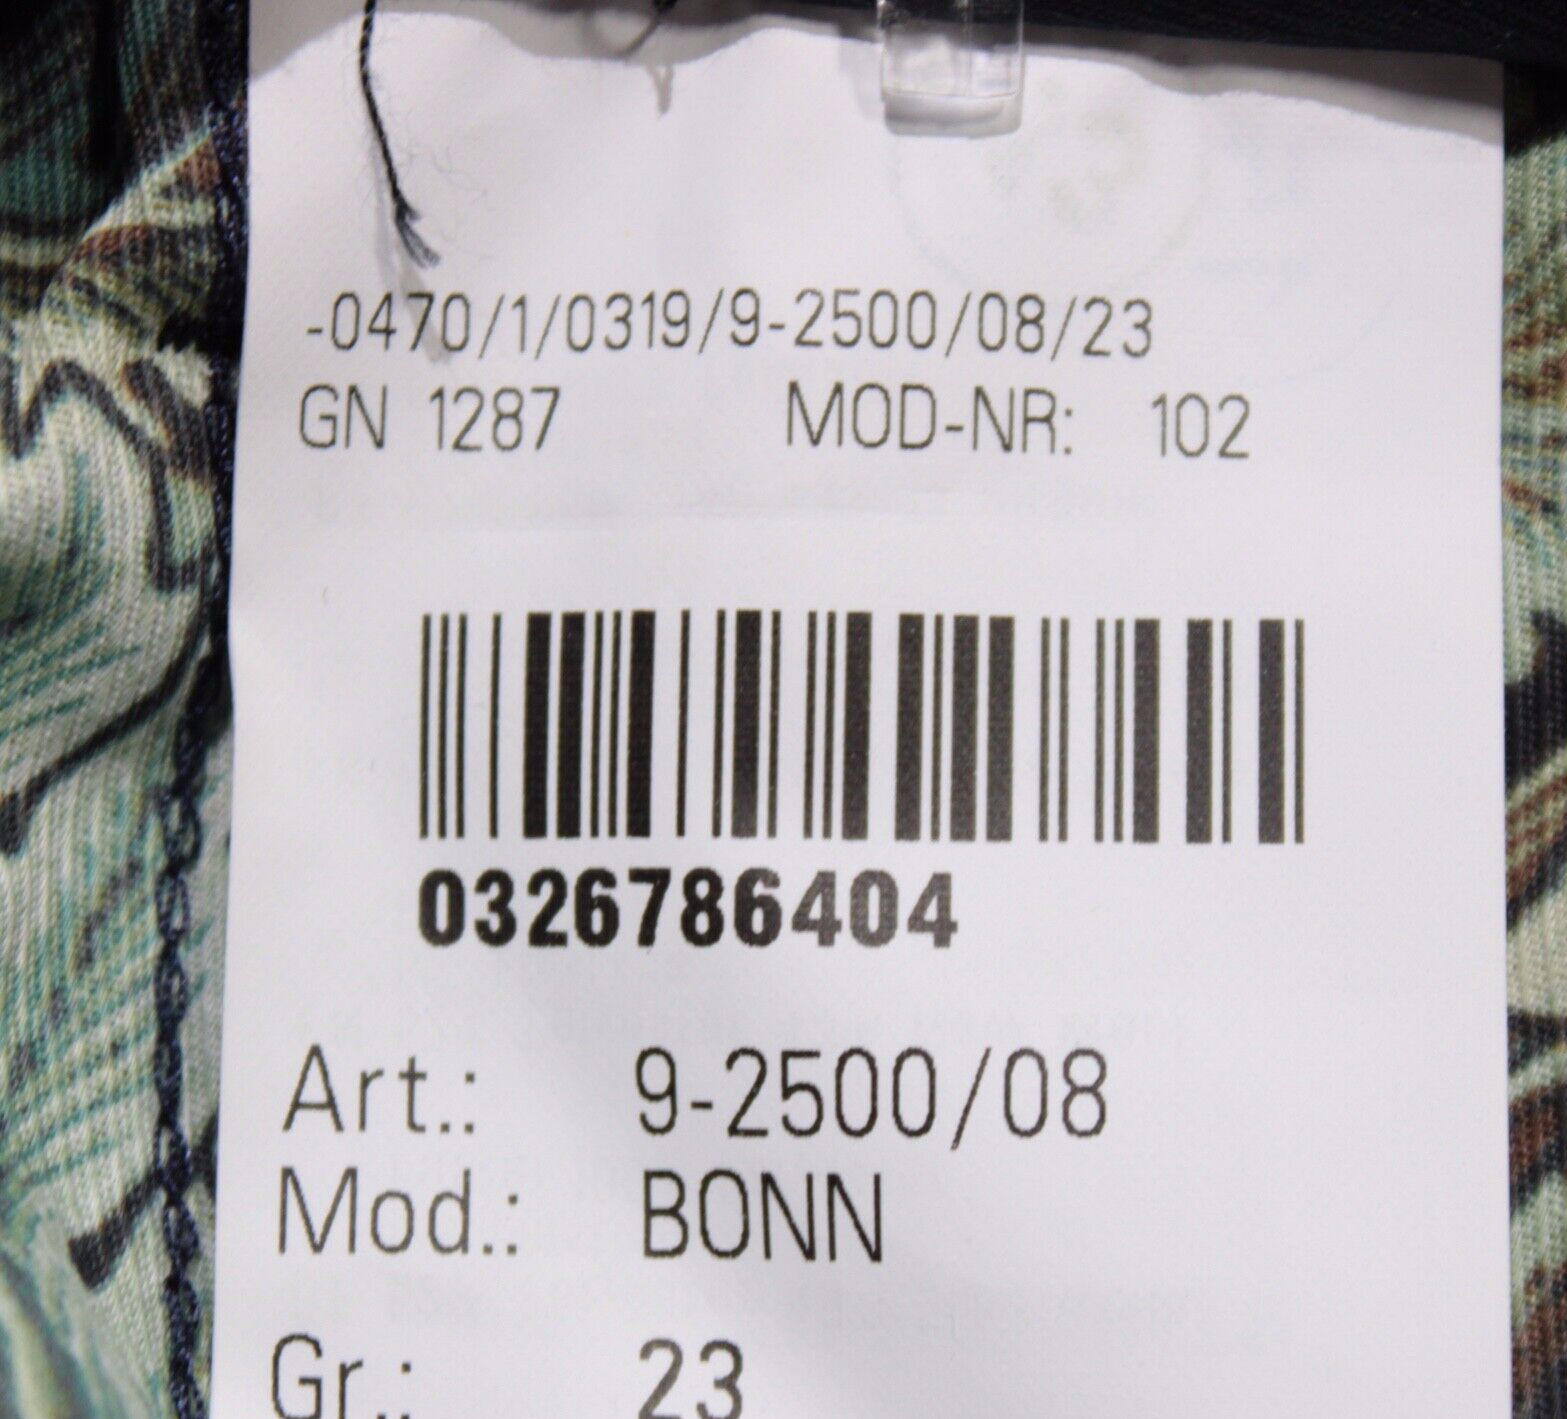 -0470/1/0319/9-2500/08/23
GN 1287 MOD-NR: 102
0326786404
Art.: 9-2500/08
Mod.: BONN
Gr.: 23